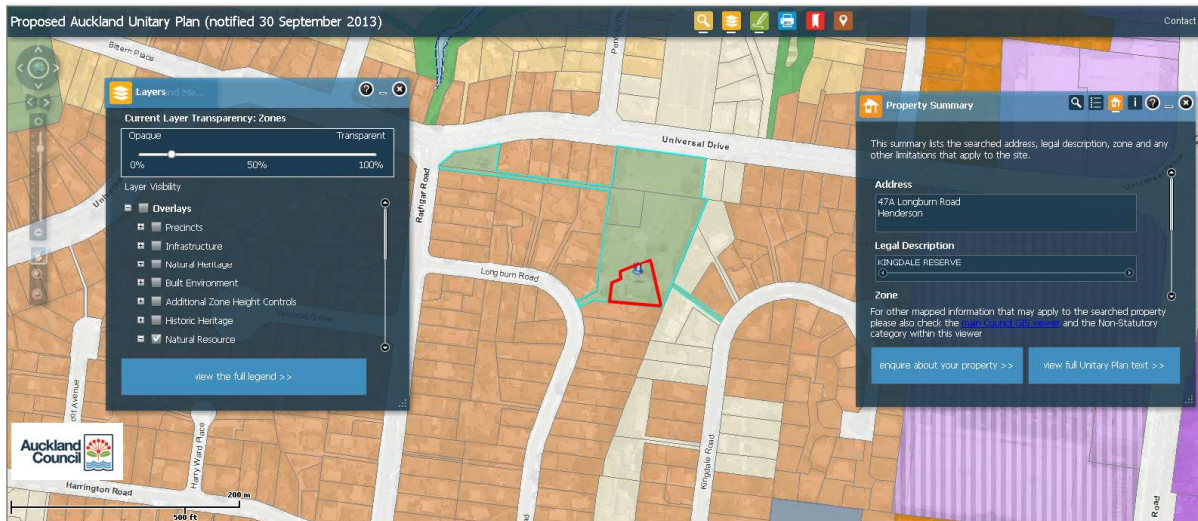 Proposed Auckland Unitary Plan (notified 30 September 2013)
Contact
Bittern Place
Layers
Current Layer Transparency: Zones
Opaque
Transparent
0%
50%
100%
Layer Visibility
Overlays
Precincts
Infrastructure
Natural Heritage
Built Environment
Additional Zone Height Controls
Historic Heritage
Natural Resource
view the full legend >>
Universal Drive
Rathgar Road
Longburn Road
Kingdale Road
Harry Ward Place
Harrington Road
Road
Property Summary
This summary lists the searched address, legal description, zone and any
other limitations that apply to the site.
Address
47A Longburn Road
Henderson
Legal Description
KINGDALE RESERVE
Zone
For other mapped information that may apply to the searched property
please also check the main Council GIS viewer and the Non-Statutory
category within this viewer
enquire about your property >>
view full Unitary Plan text >>
Auckland
Council
200 m
500 ft